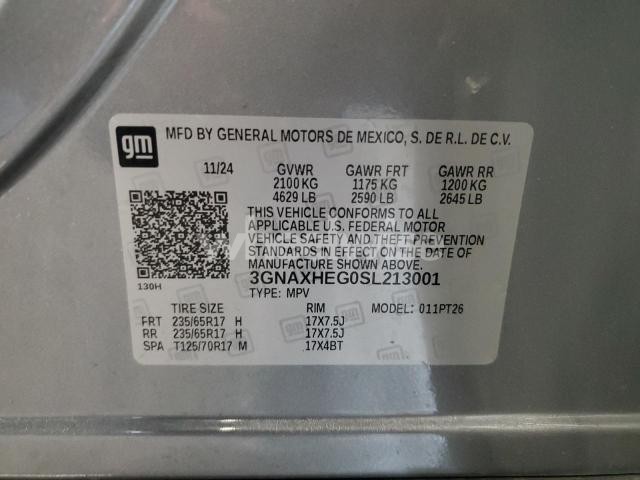 gm
MFD BY GENERAL MOTORS DE MEXICO, S. DE R.L. DE C.V.
11/24 GVWR GAWR FRT GAWR RR
2100 KG 1175 KG 1200 KG
4629 LB 2590 LB 2645 LB
THIS VEHICLE CONFORMS TO ALL
APPLICABLE U.S. FEDERAL MOTOR
VEHICLE SAFETY AND THEFT PREVENTION
STANDARDS IN EFFECT ON THE DATE OF
MANUFACTURE SHOWN ABOVE.
130H
3GNAXHEG0SL213001
TYPE: MPV
TIRE SIZE RIM MODEL: 011PT26
FRT 235/65R17 H 17X7.5J
RR 235/65R17 H 17X7.5J
SPA T125/70R17 M 17X4BT